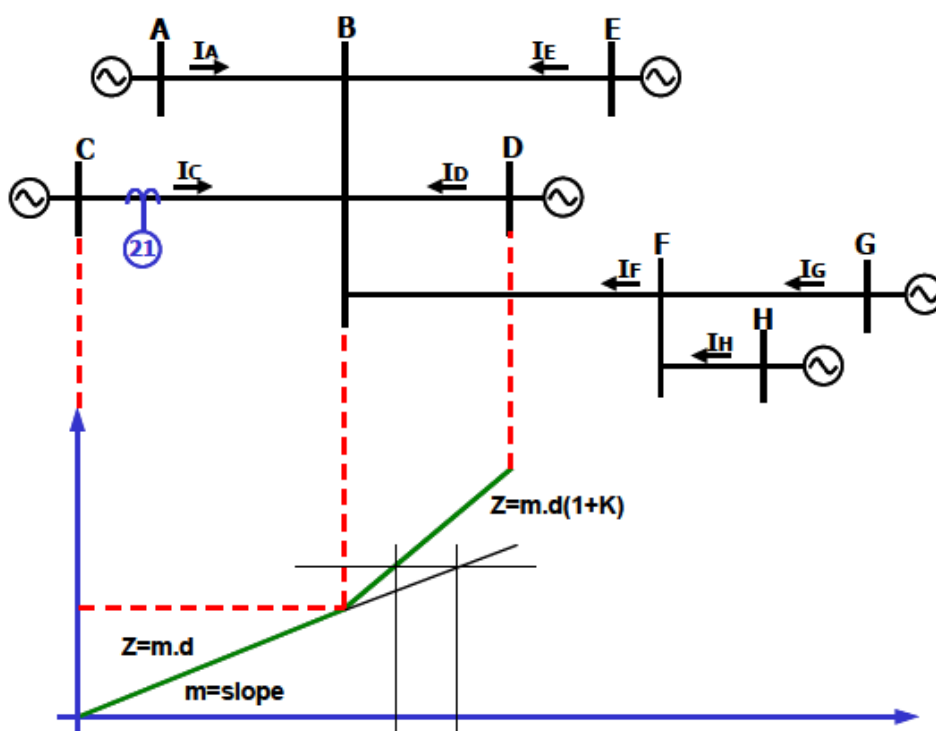 A
B
E
IA
IE
C
D
IC
ID
21
F
G
IF
IG
H
IH
Z=m.d(1+K)
Z=m.d
m=slope